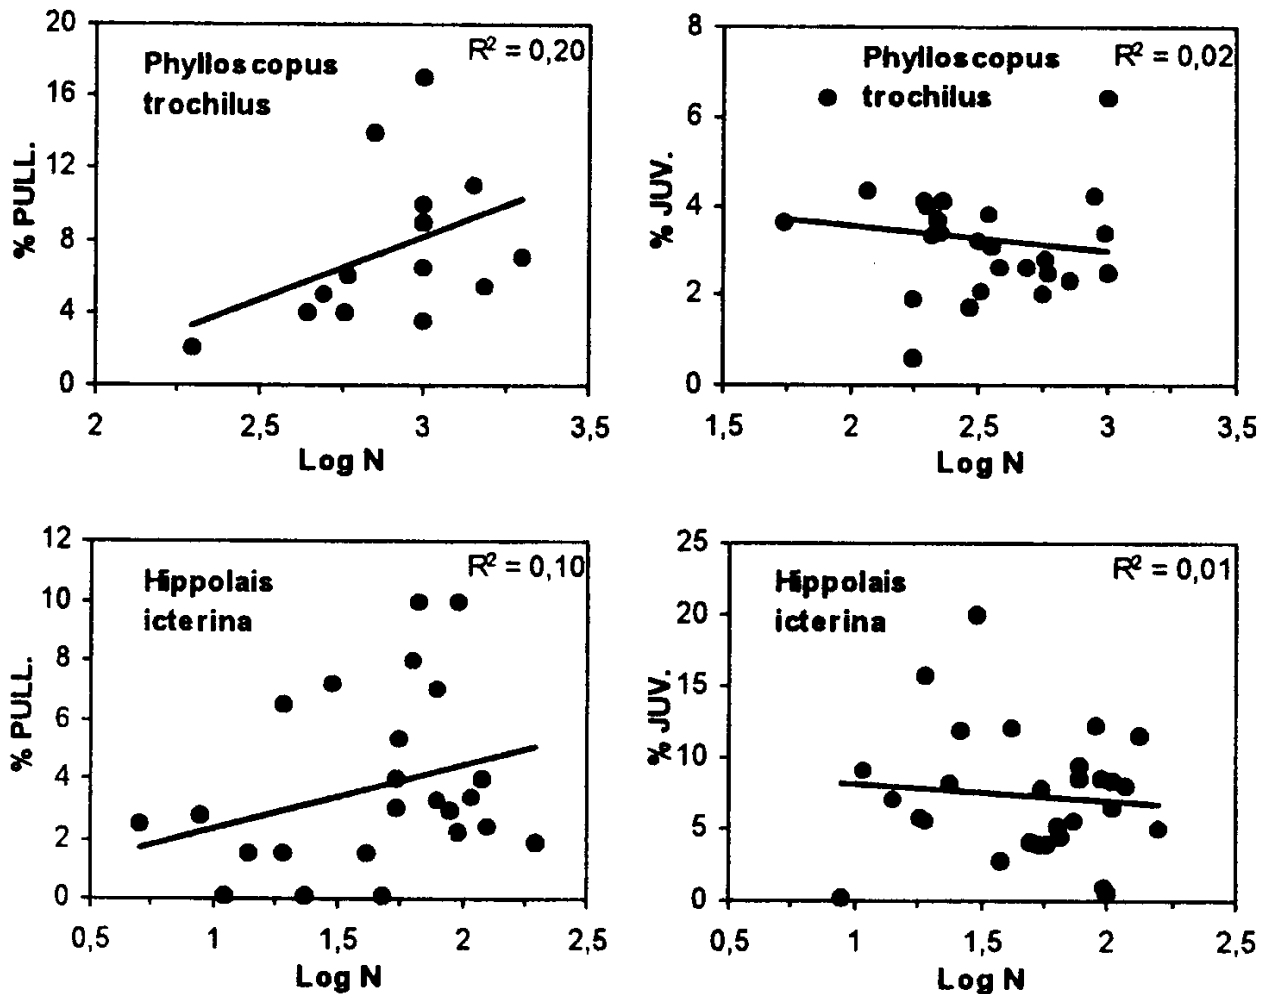 20
16
12
8
4
0
% PULL.
Phylloscopus
trochilus
R² = 0,20
2
2,5
3
3,5
Log N
8
6
4
2
0
% JUV.
Phylloscopus
trochilus
R² = 0,02
1,5
2
2,5
3
3,5
Log N
12
10
8
6
4
2
0
% PULL.
Hippolais
icterina
R² = 0,10
0,5
1
1,5
2
2,5
Log N
25
20
15
10
5
0
% JUV.
Hippolais
icterina
R² = 0,01
0,5
1
1,5
2
2,5
Log N